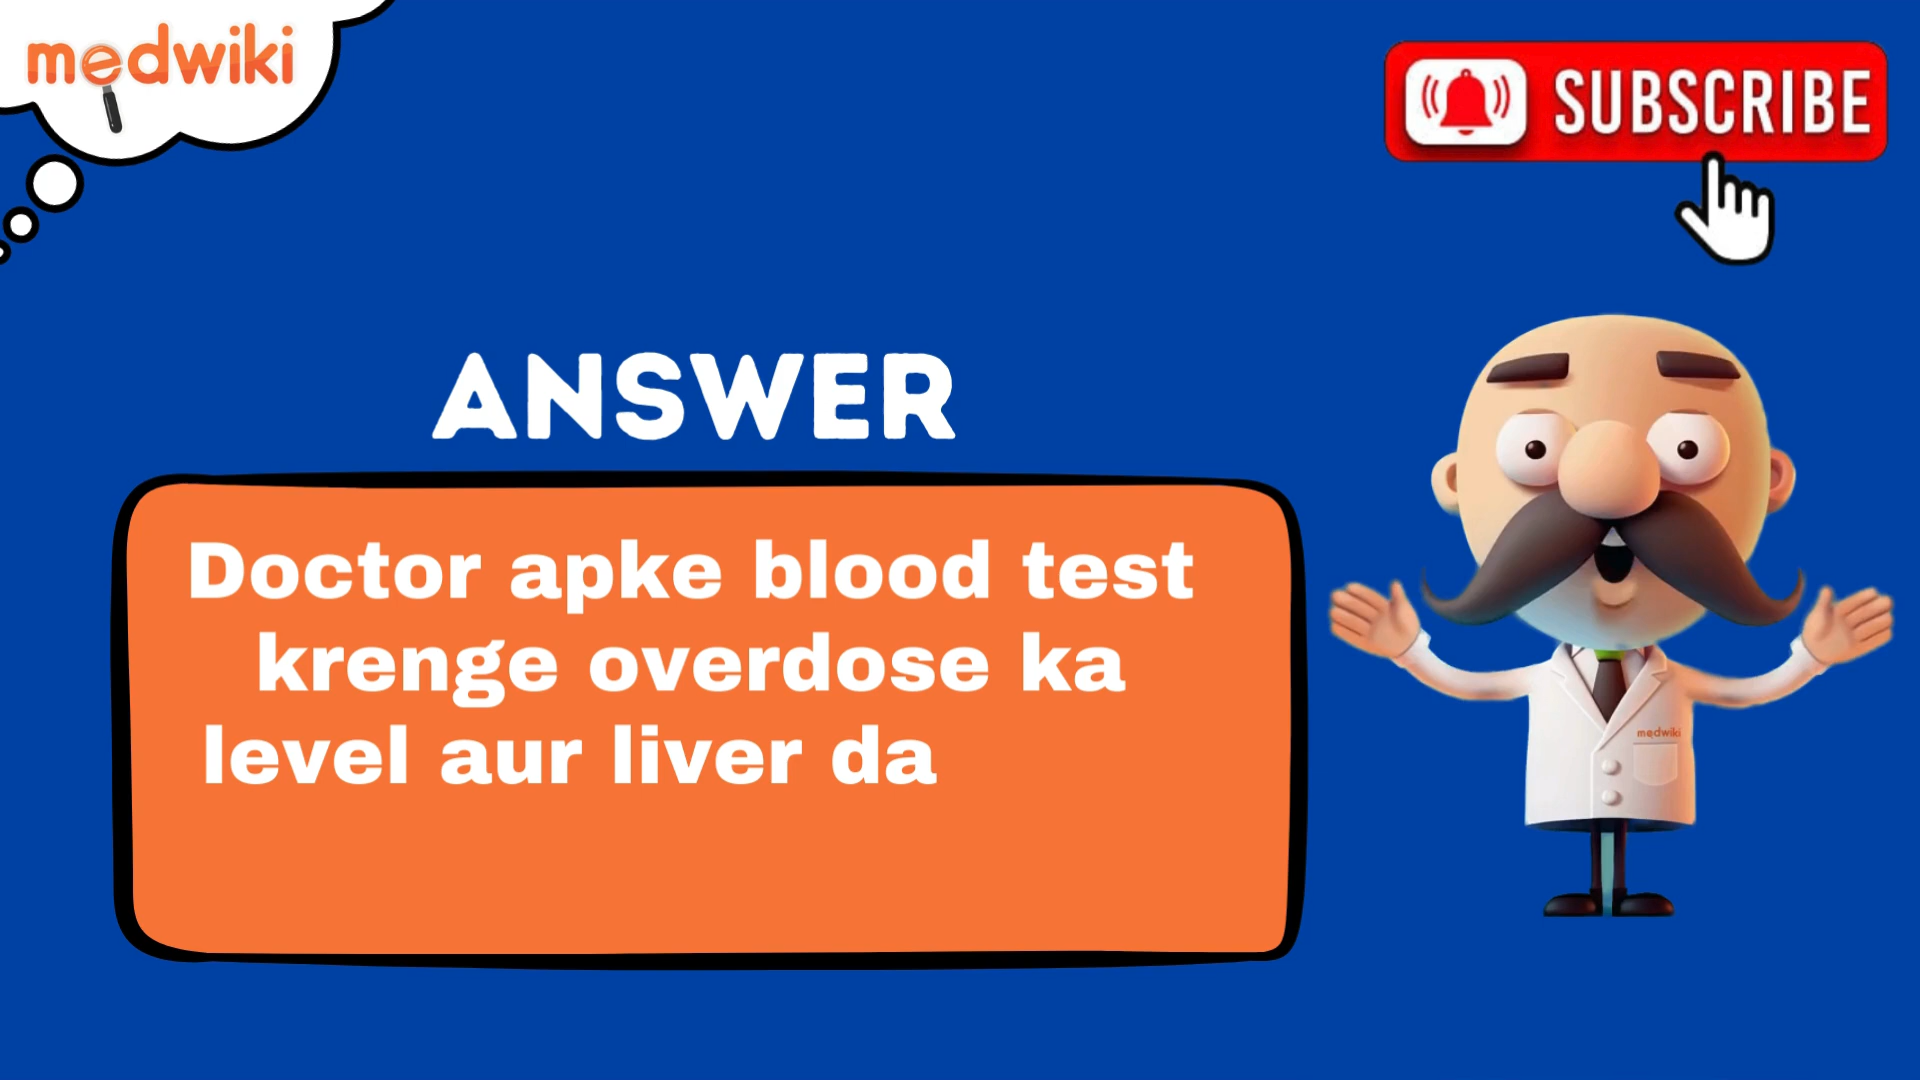 medwiki
SUBSCRIBE
ANSWER
Doctor apke blood test
krenge overdose ka
level aur liver da
medwiki